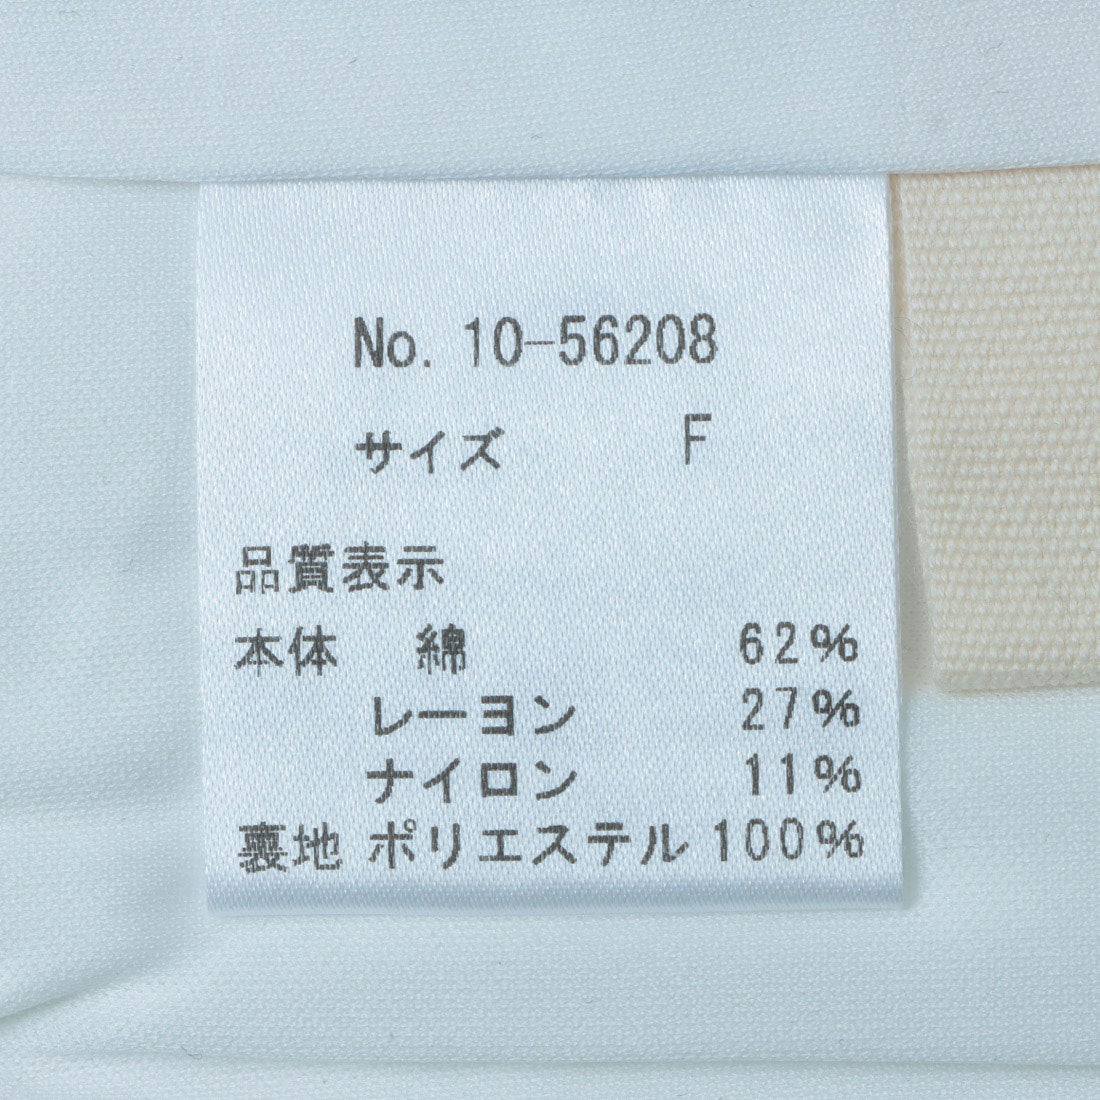 No. 10-56208
サイズ F
品質表示
本体 綿 62%
レーヨン 27%
ナイロン 11%
裏地 ポリエステル 100%